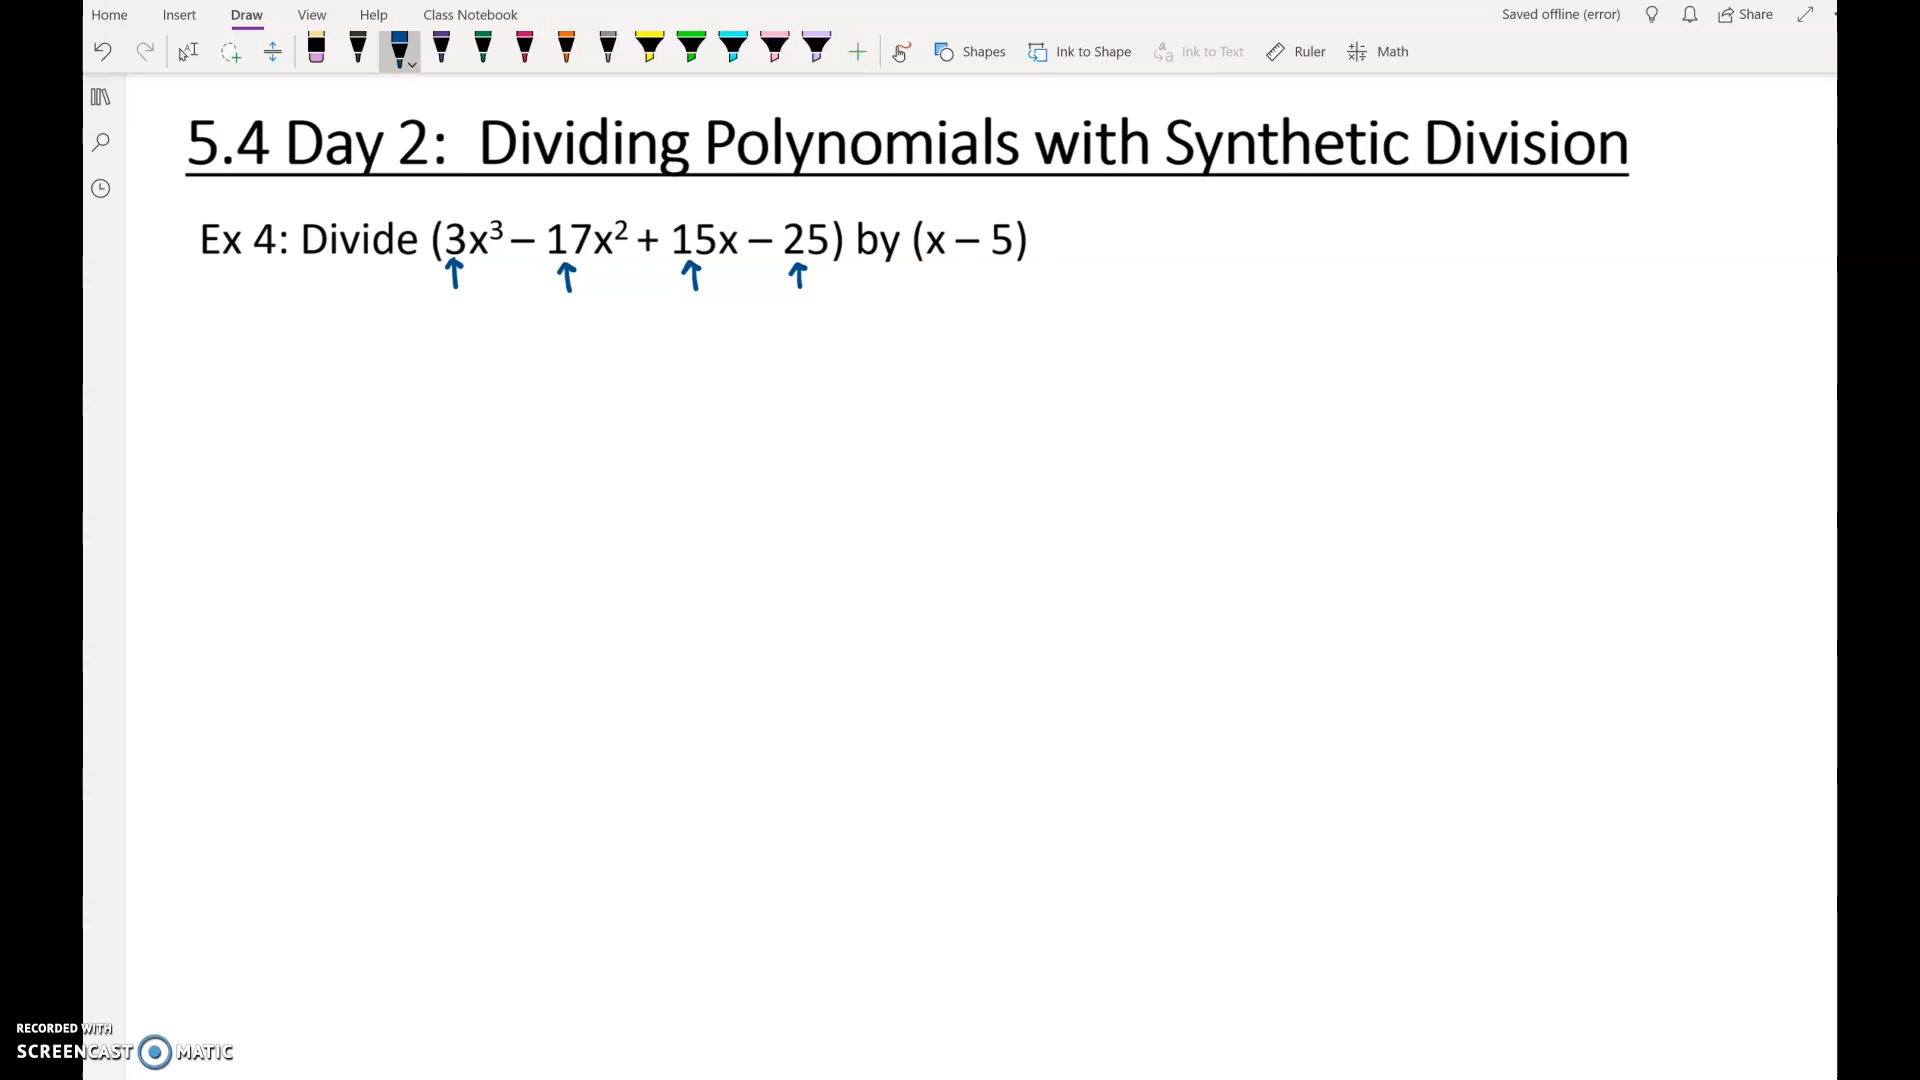 Home Insert Draw View Help Class Notebook Saved offline (error) Share
Shapes Ink to Shape Ink to Text Ruler Math
5.4 Day 2: Dividing Polynomials with Synthetic Division
Ex 4: Divide (3x³ – 17x² + 15x – 25) by (x – 5)
RECORDED WITH
SCREENCAST MATIC